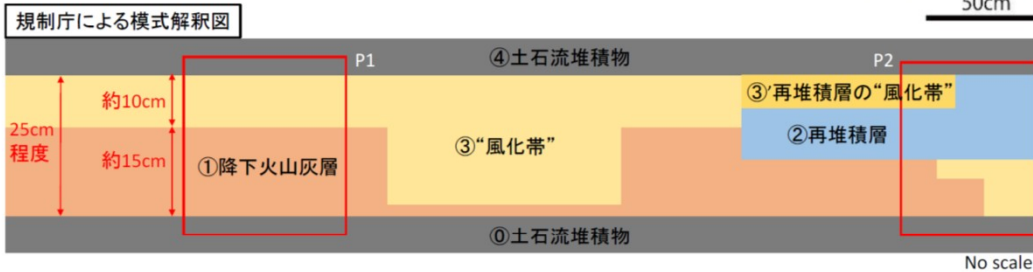 50cm
規制庁による模式解釈図
P1
④土石流堆積物
P2
約10cm
③′再堆積層の“風化帯”
25cm
程度
②再堆積層
③“風化帯”
約15cm
①降下火山灰層
⓪土石流堆積物
No scale